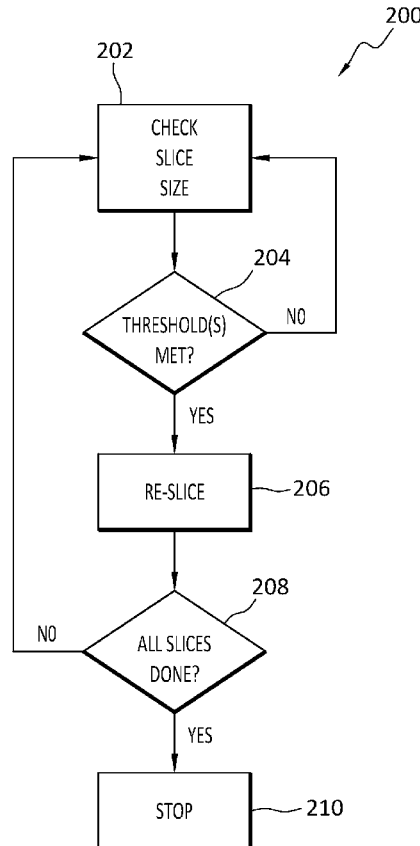 200
202
CHECK
SLICE
SIZE
204
THRESHOLD(S)
MET?
NO
YES
RE-SLICE
206
208
NO
ALL SLICES
DONE?
YES
STOP
210